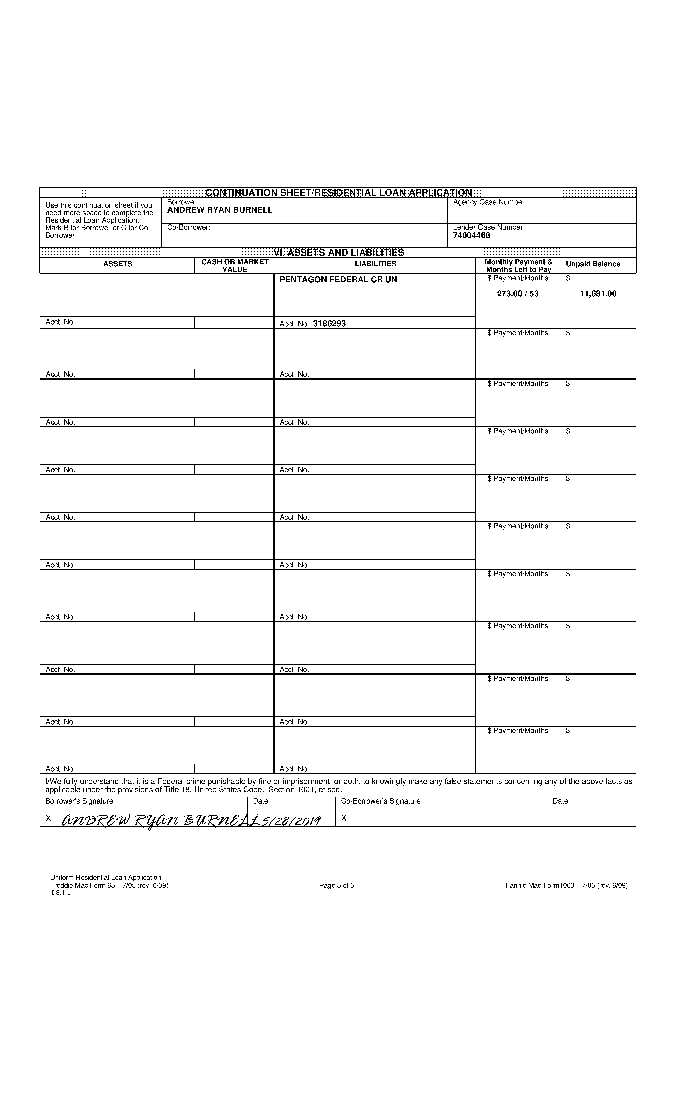 CONTINUATION SHEET/RESIDENTIAL LOAN APPLICATION
Use this continuation sheet if you
need more space to complete the
Residential Loan Application.
Mark B for Borrower or C for Co-
Borrower.
Borrower:
ANDREW RYAN BURNELL
Agency Case Number:
Co-Borrower:
Lender Case Number:
74004466
VI. ASSETS AND LIABILITIES
ASSETS
CASH OR MARKET
VALUE
LIABILITIES
Monthly Payment &
Months Left to Pay
Unpaid Balance
PENTAGON FEDERAL CR UN
$ Payment/Months
$
273.00 / 53
Acct. No.
Acct. No. 3186293
$ Payment/Months
$
Acct. No.
Acct. No.
$ Payment/Months
$
Acct. No.
Acct. No.
$ Payment/Months
$
Acct. No.
Acct. No.
$ Payment/Months
$
Acct. No.
Acct. No.
$ Payment/Months
$
Acct. No.
Acct. No.
$ Payment/Months
$
Acct. No.
Acct. No.
$ Payment/Months
$
Acct. No.
Acct. No.
$ Payment/Months
$
Acct. No.
Acct. No.
$ Payment/Months
$
Acct. No.
Acct. No.
I/We fully understand that it is a Federal crime punishable by fine or imprisonment, or both, to knowingly make any false statements concerning any of the above facts as
applicable under the provisions of Title 18, United States Code, Section 1001, et seq.
Borrower's Signature
Date
Co-Borrower's Signature
Date
X ANDREW RYAN BURNELL 5/28/2019
X
Uniform Residential Loan Application
Freddie Mac Form 65 7/05 (rev. 6/09)
Page 5 of 5
Fannie Mae Form 1003 7/05 (rev. 6/09)